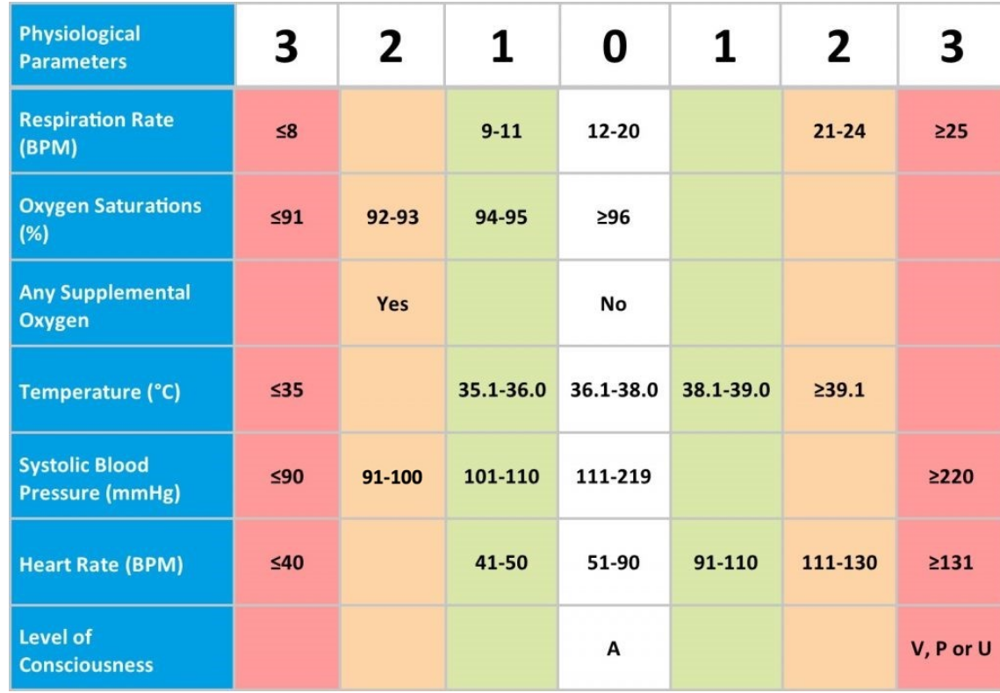 Physiological
Parameters
3 2 1 0 1 2 3
Respiration Rate
(BPM)
≤8 9-11 12-20 21-24 ≥25
Oxygen Saturations
(%)
≤91 92-93 94-95 ≥96
Any Supplemental
Oxygen
Yes No
Temperature (°C) ≤35 35.1-36.0 36.1-38.0 38.1-39.0 ≥39.1
Systolic Blood
Pressure (mmHg)
≤90 91-100 101-110 111-219 ≥220
Heart Rate (BPM) ≤40 41-50 51-90 91-110 111-130 ≥131
Level of
Consciousness
A V, P or U